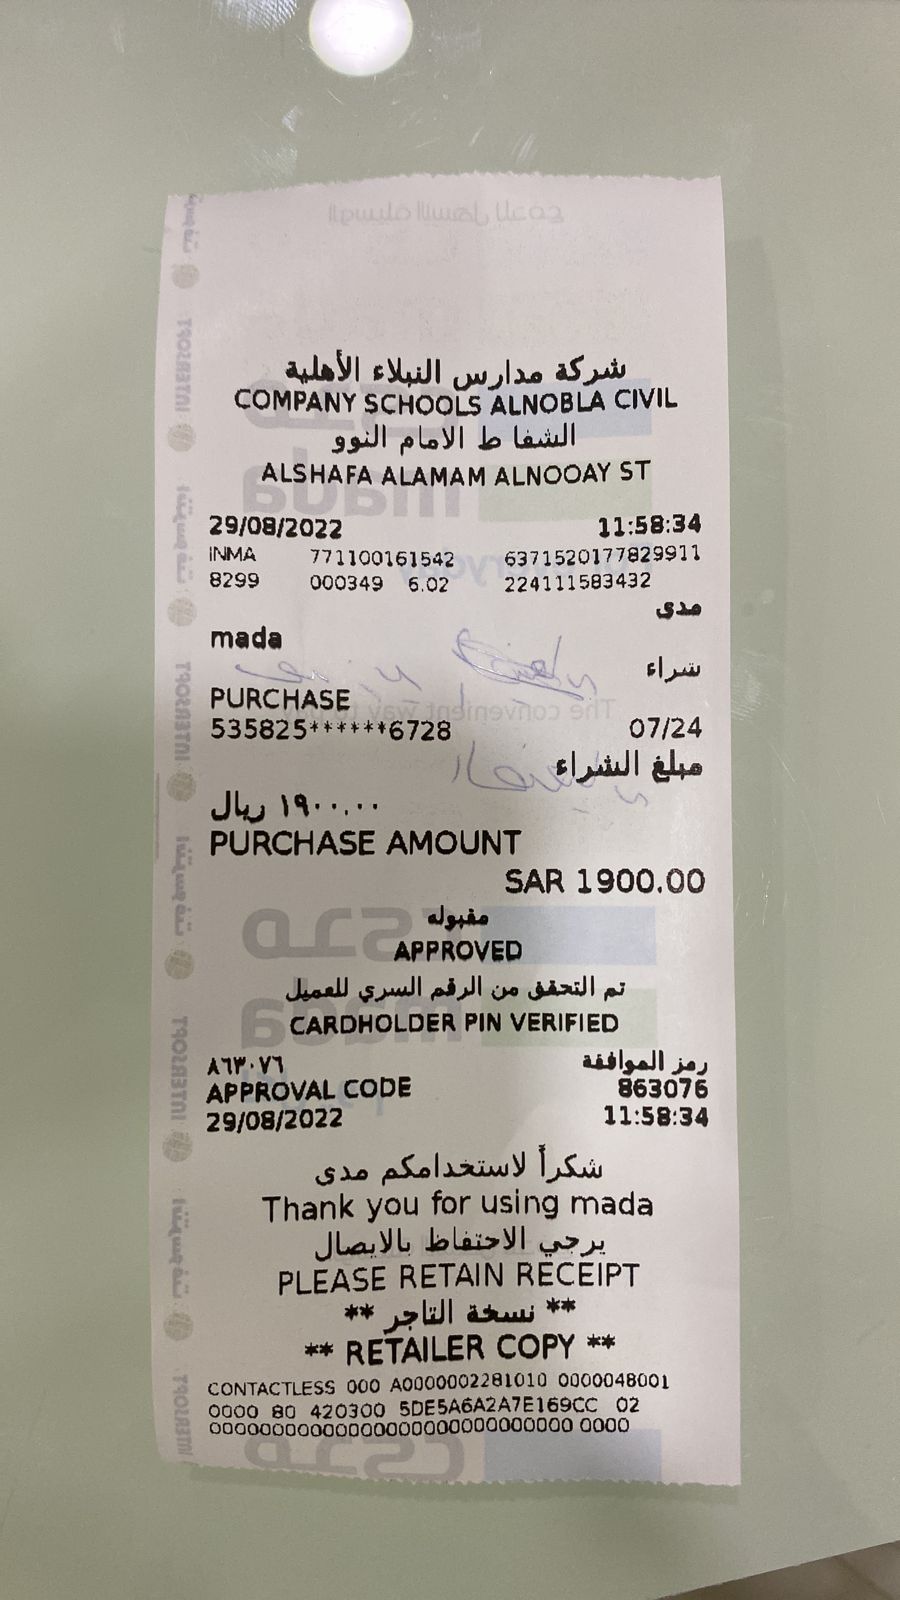 شركة مدارس النبلاء الأهلية
COMPANY SCHOOLS ALNOBLA CIVIL
الشفا ط الامام النوو
ALSHAFA ALAMAM ALNOOAY ST
29/08/2022 11:58:34
INMA 771100161542 6371520177829911
8299 000349 6.02 224111583432
مدى
mada
شراء
PURCHASE
535825******6728 07/24
مبلغ الشراء
١٩٠٠.٠٠ ريال
PURCHASE AMOUNT
SAR 1900.00
مقبوله
APPROVED
تم التحقق من الرقم السري للعميل
CARDHOLDER PIN VERIFIED
رمز الموافقة ٨٦٣٠٧٦
APPROVAL CODE 863076
29/08/2022 11:58:34
شكراً لاستخدامكم مدى
Thank you for using mada
يرجي الاحتفاظ بالايصال
PLEASE RETAIN RECEIPT
** نسخة التاجر **
** RETAILER COPY **
CONTACTLESS 000 A0000002281010 0000048001
0000 80 420300 5DE5A6A2A7E169CC 02